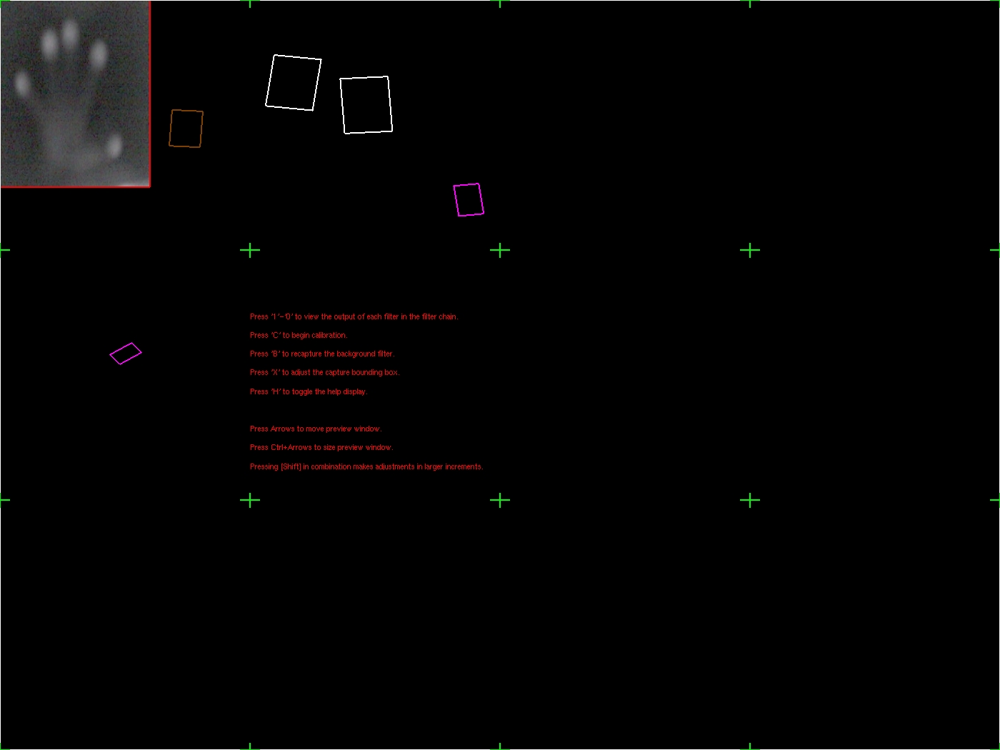 Press '1'-'0' to view the output of each filter in the filter chain.
Press 'C' to begin calibration.
Press 'B' to recapture the background filter.
Press 'X' to adjust the capture bounding box.
Press 'H' to toggle the help display.
Press Arrows to move preview window.
Press Ctrl+Arrows to size preview window.
Pressing [Shift] in combination makes adjustments in larger increments.